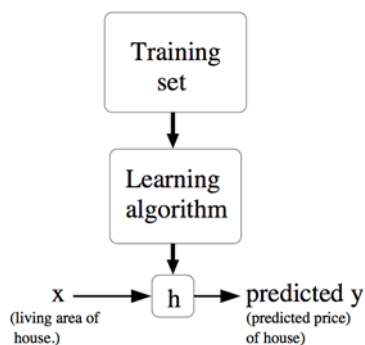 Training
set
Learning
algorithm
x
h
predicted y
(living area of
house.)
(predicted price)
of house)